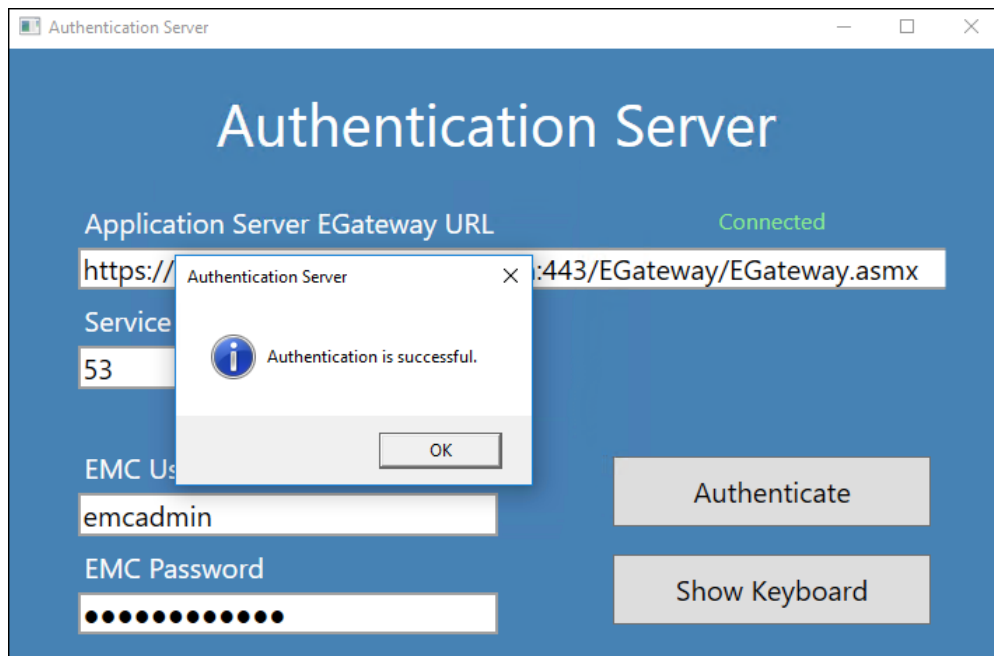 Authentication Server
Authentication Server
Application Server EGateway URL
Connected
https:// :443/EGateway/EGateway.asmx
Authentication Server
Service
Authentication is successful.
53
OK
EMC Us
Authenticate
emcadmin
EMC Password
Show Keyboard
●●●●●●●●●●●●